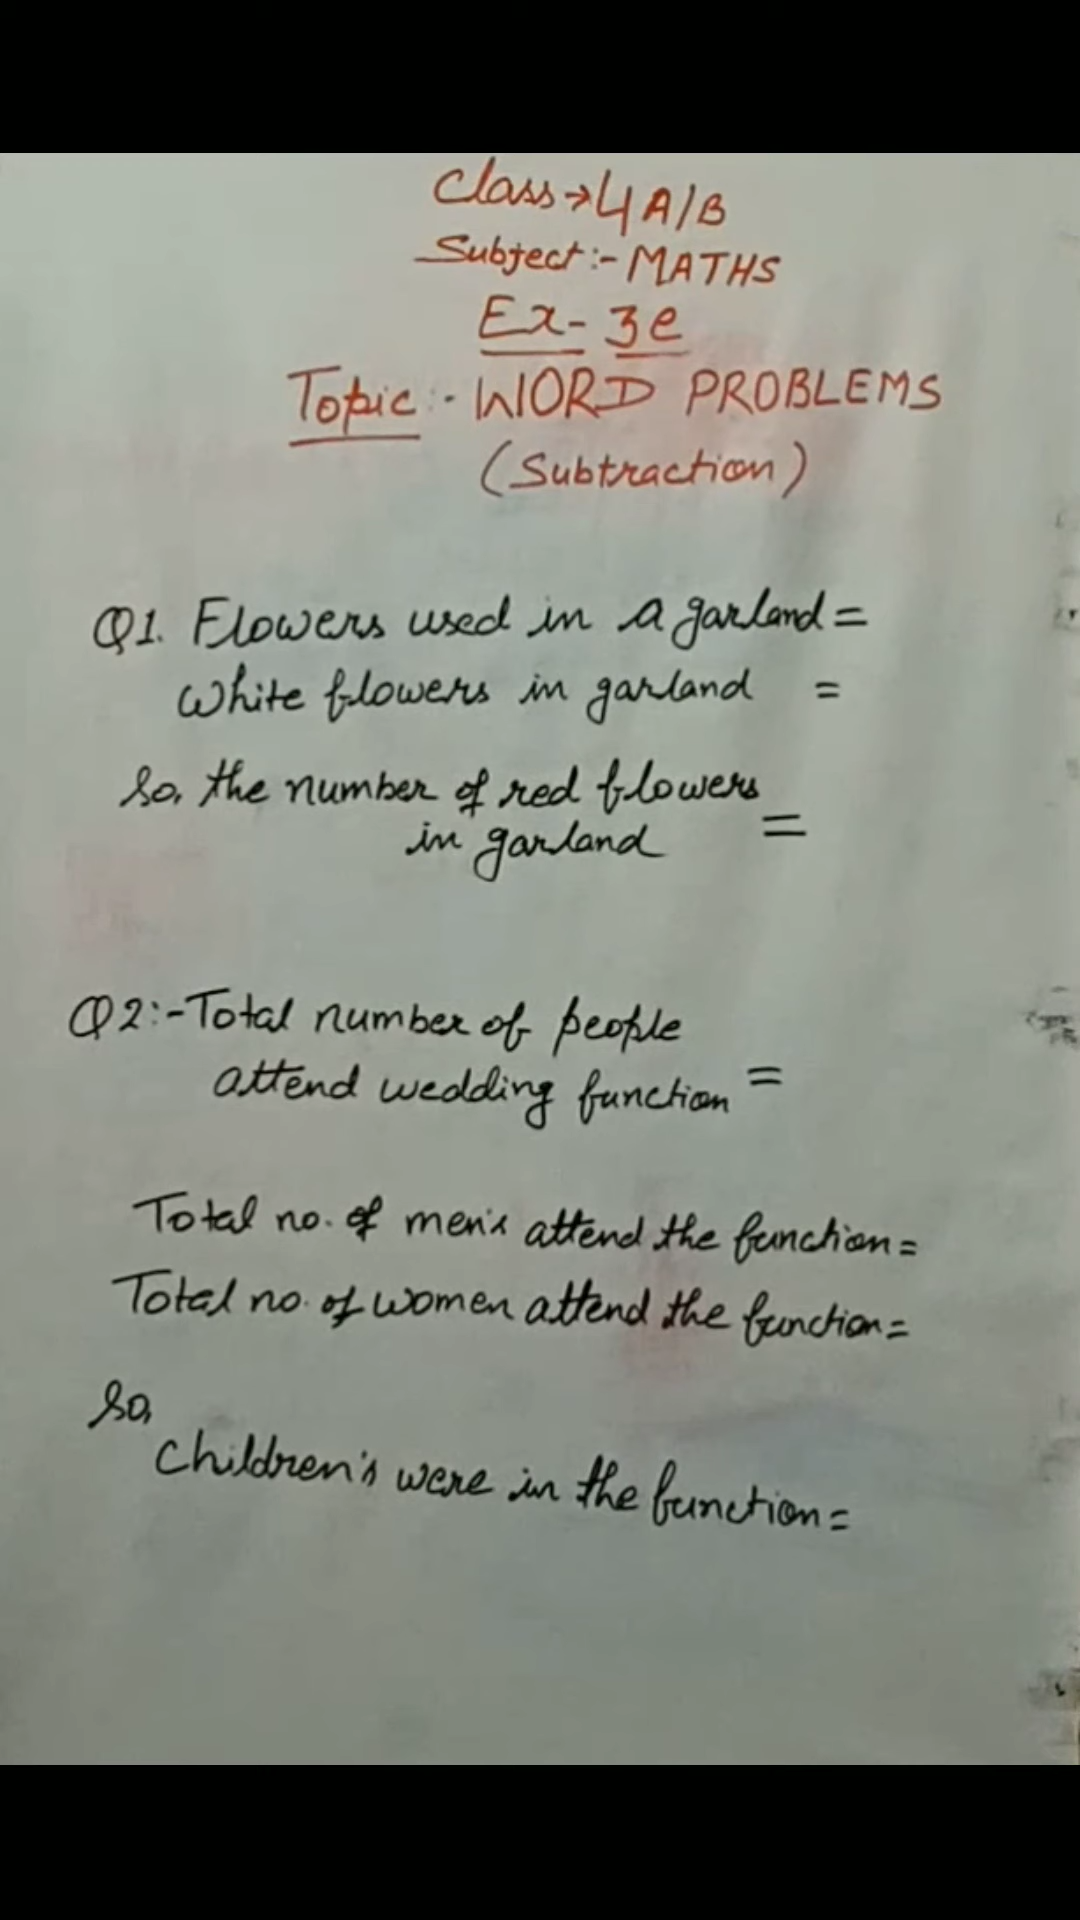 Class → 4 A/B
Subject:- MATHS
Ex- 3e
Topic:- WORD PROBLEMS
(Subtraction)
Q1. Flowers used in a garland =
White flowers in garland =
So, the number of red flowers
in garland =
Q2:- Total number of people
attend wedding function =
Total no. of men's attend the function =
Total no. of women attend the function =
So,
Children's were in the function =